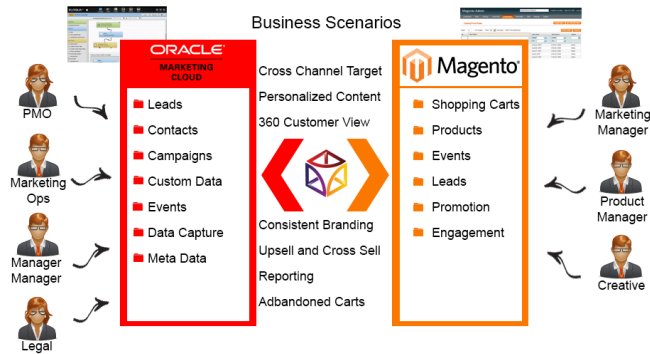 Business Scenarios
Magento Admin
ORACLE
MARKETING
CLOUD
Leads
Contacts
Campaigns
Custom Data
Events
Data Capture
Meta Data
Cross Channel Target
Personalized Content
360 Customer View
Consistent Branding
Upsell and Cross Sell
Reporting
Adbandoned Carts
Magento
Shopping Carts
Products
Events
Leads
Promotion
Engagement
PMO
Marketing
Ops
Manager
Manager
Legal
Marketing
Manager
Product
Manager
Creative